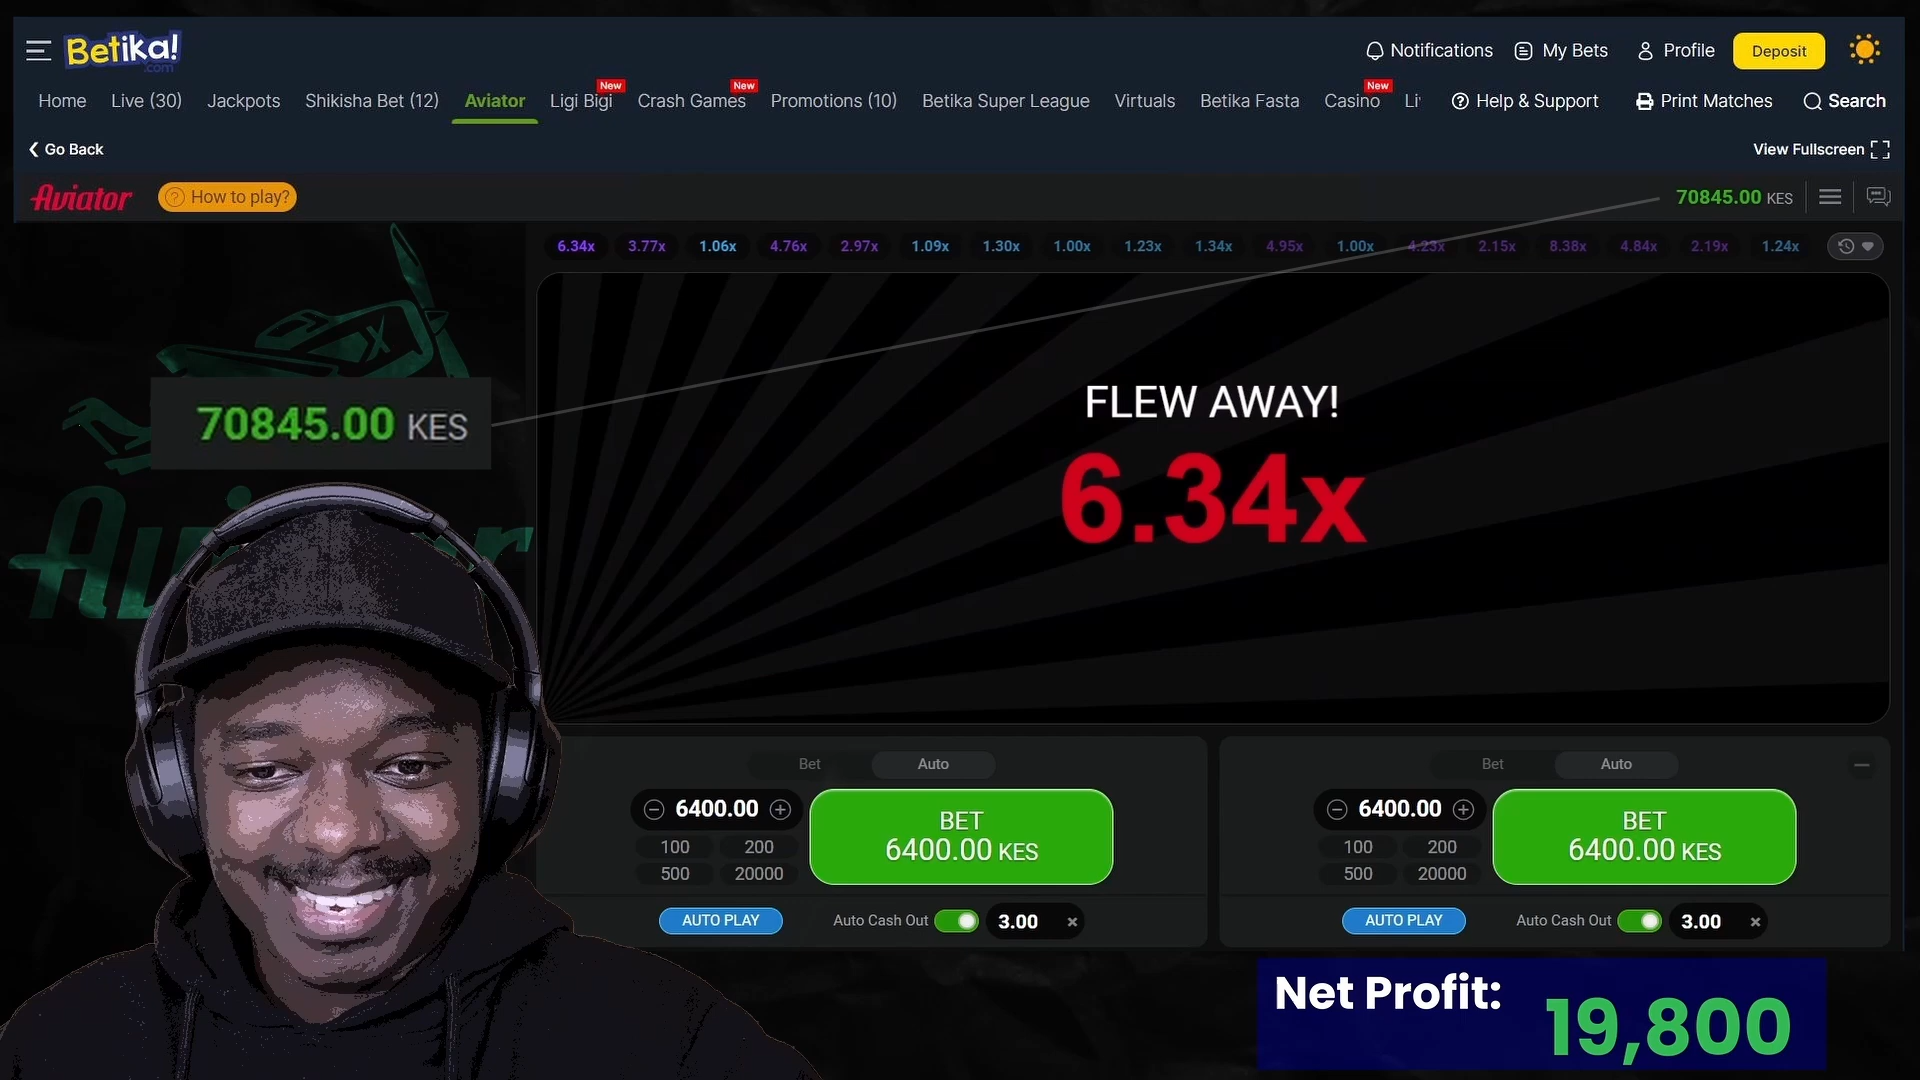 Betika!
.com
Notifications
My Bets
Profile
Deposit
Home
Live (30)
Jackpots
Shikisha Bet (12)
Aviator
Ligi Bigi
New
Crash Games
New
Promotions (10)
Betika Super League
Virtuals
Betika Fasta
Casino
New
Li
Help & Support
Print Matches
Search
Go Back
View Fullscreen
Aviator
? How to play?
70845.00 KES
6.34x 3.77x 1.06x 4.76x 2.97x 1.09x 1.30x 1.00x 1.23x 1.34x 4.95x 1.00x 4.23x 2.15x 8.38x 4.84x 2.19x 1.24x
70845.00 KES
FLEW AWAY!
6.34x
Bet Auto
6400.00
100 200
500 20000
BET
6400.00 KES
AUTO PLAY
Auto Cash Out
3.00 x
Bet Auto
6400.00
100 200
500 20000
BET
6400.00 KES
AUTO PLAY
Auto Cash Out
3.00 x
Net Profit:
19,800